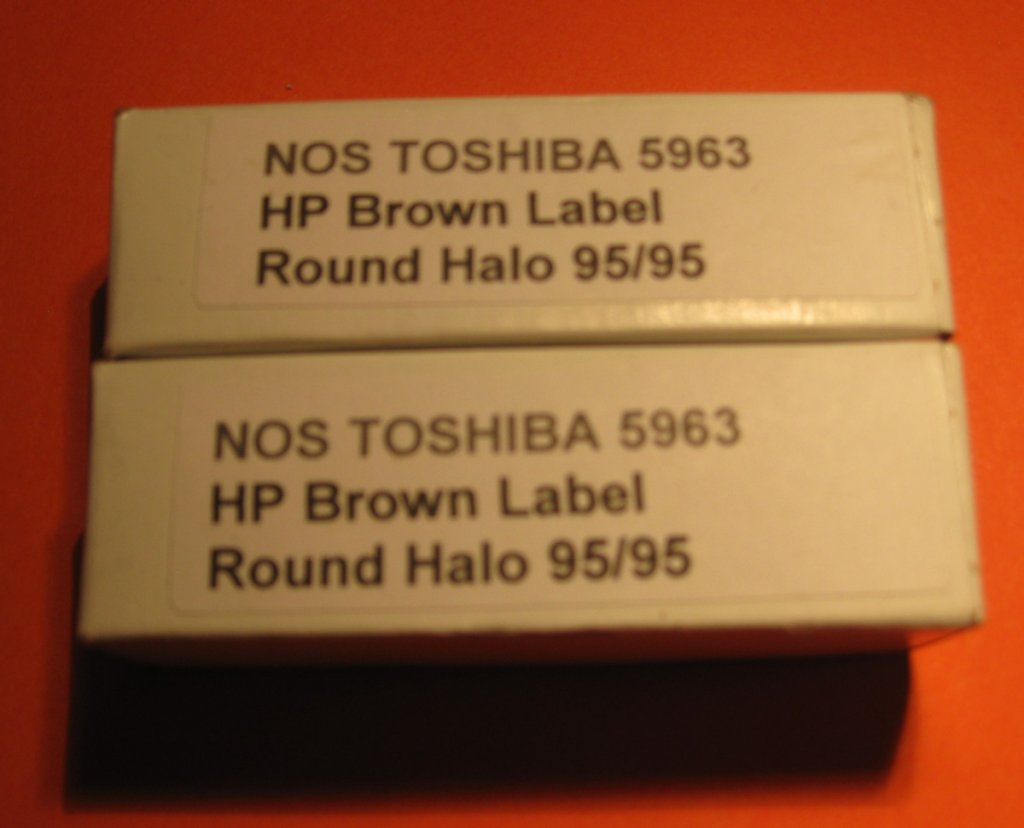 NOS TOSHIBA 5963
HP Brown Label
Round Halo 95/95
NOS TOSHIBA 5963
HP Brown Label
Round Halo 95/95